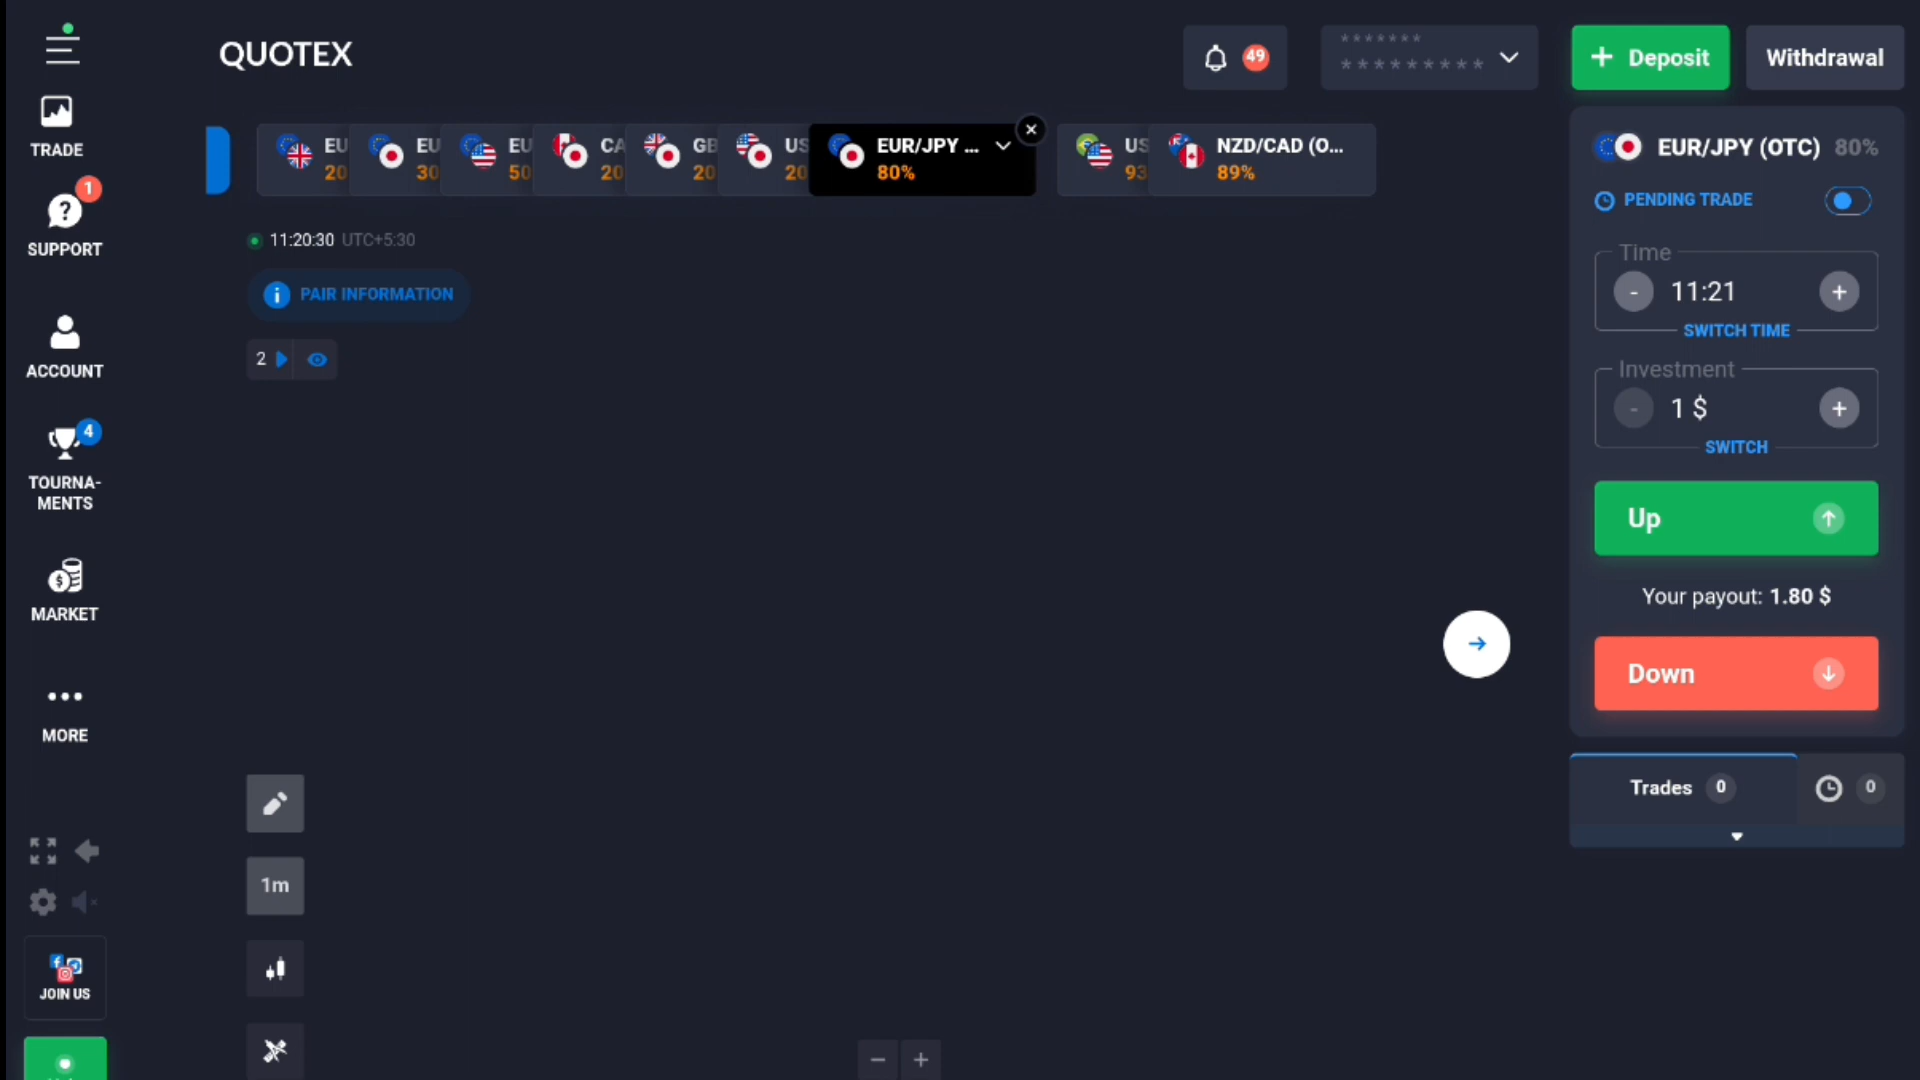 QUOTEX
49
*******
*********
+ Deposit
Withdrawal
TRADE
1
SUPPORT
ACCOUNT
4
TOURNA-
MENTS
MARKET
MORE
JOIN US
EU
20
EU
30
EU
50
CA
20
GB
20
US
20
EUR/JPY ...
80%
US
93
NZD/CAD (O...
89%
11:20:30 UTC+5:30
PAIR INFORMATION
2
1m
EUR/JPY (OTC) 80%
PENDING TRADE
Time
- 11:21 +
SWITCH TIME
Investment
- 1 $ +
SWITCH
Up
Your payout: 1.80 $
Down
Trades 0
0
− +